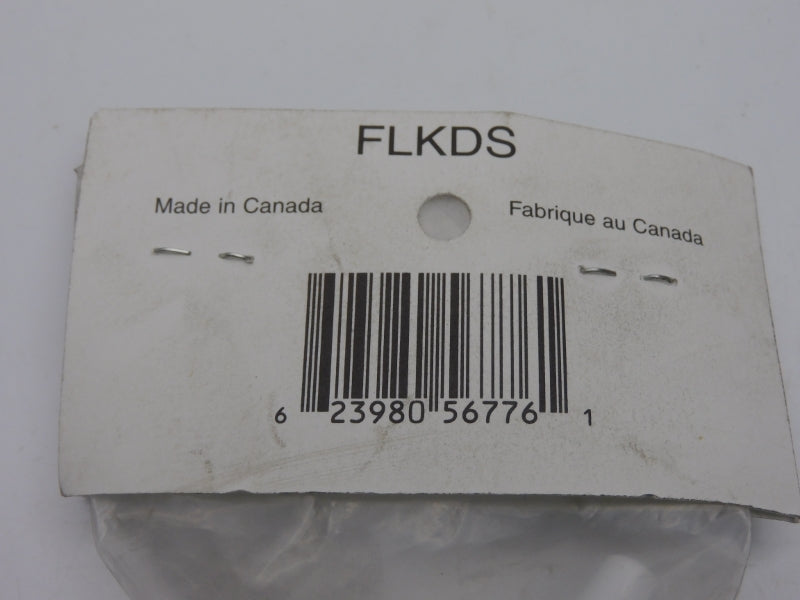 FLKDS
Made in Canada
Fabrique au Canada
6 23980 56776 1